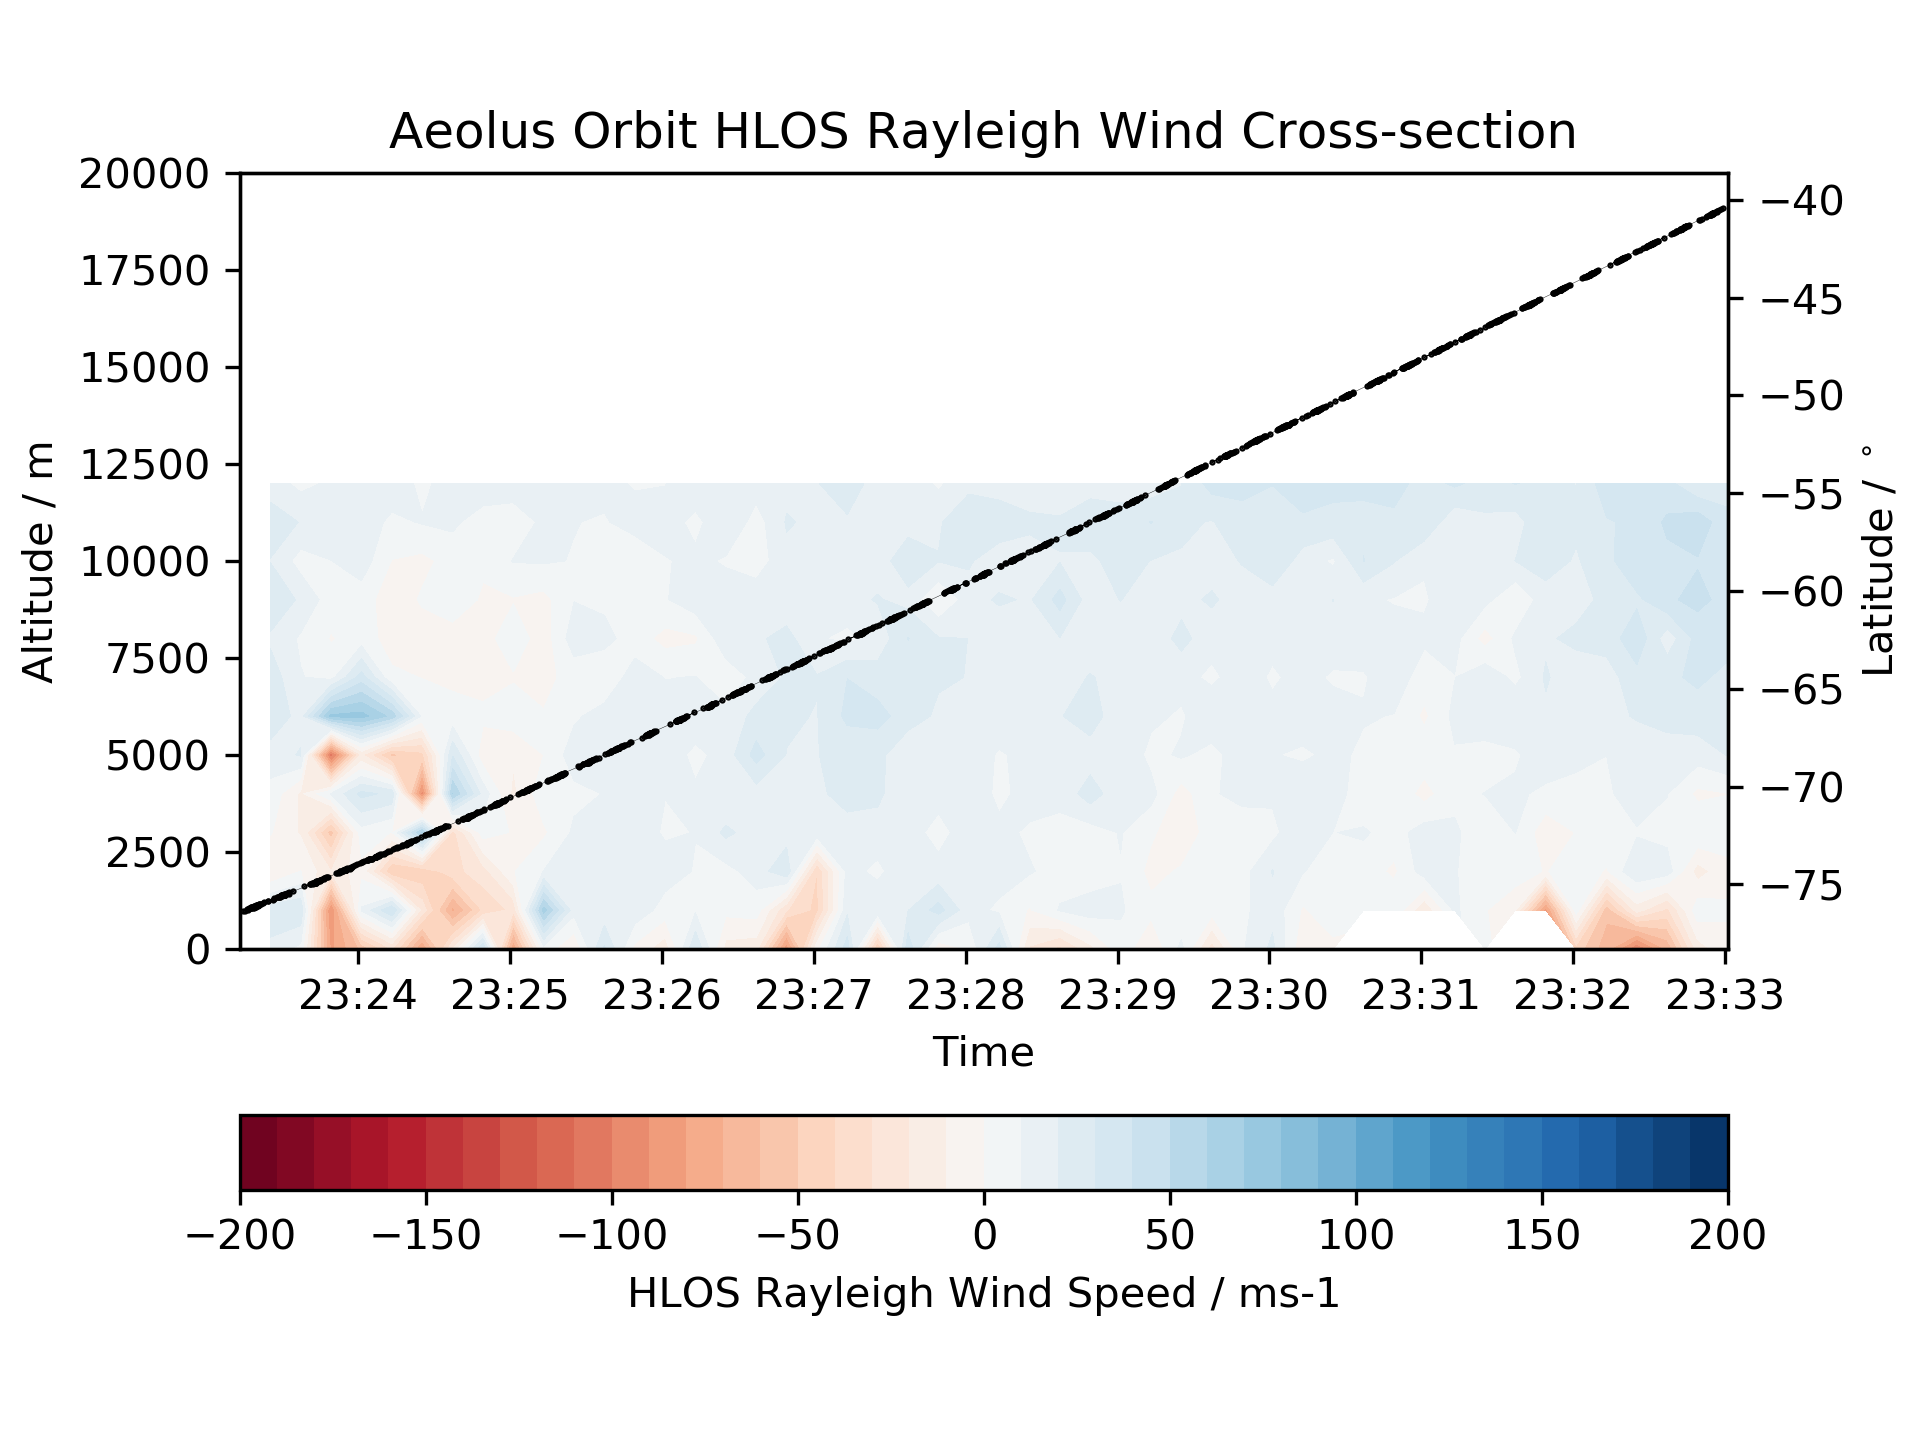 Aeolus Orbit HLOS Rayleigh Wind Cross-section
20000
17500
15000
12500
10000
7500
5000
2500
0
Altitude / m
−40
−45
−50
−55
−60
−65
−70
−75
Latitude / °
23:24 23:25 23:26 23:27 23:28 23:29 23:30 23:31 23:32 23:33
Time
−200 −150 −100 −50 0 50 100 150 200
HLOS Rayleigh Wind Speed / ms-1